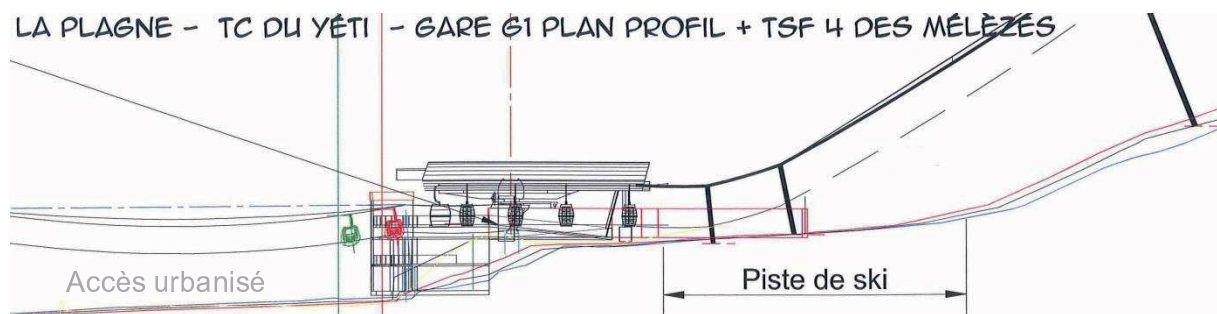 LA PLAGNE - TC DU YÉTI - GARE G1 PLAN PROFIL + TSF 4 DES MÉLÈZES
Accès urbanisé
Piste de ski